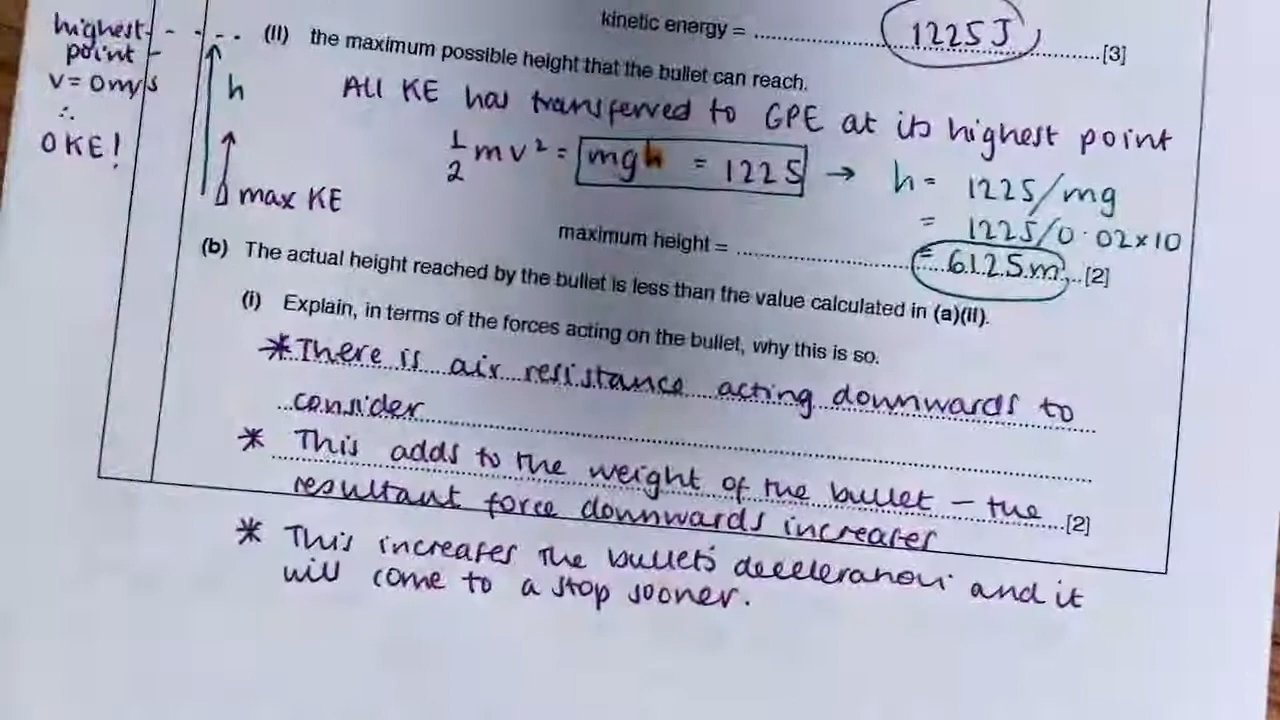 kinetic energy = .......... 1225J ..........[3]
highest
point
v = 0 m/s
∴
0 KE!
h
max KE
(ii) the maximum possible height that the bullet can reach.
All KE has transferred to GPE at its highest point
1/2 mv² = mgh = 1225 → h = 1225/mg
= 1225/0.02×10
maximum height = .......... = 6125m ..[2]
(b) The actual height reached by the bullet is less than the value calculated in (a)(ii).
(i) Explain, in terms of the forces acting on the bullet, why this is so.
* There is air resistance acting downwards to
consider
* This adds to the weight of the bullet – the
resultant force downwards increases ....[2]
* This increases the bullet's deceleration and it
will come to a stop sooner.